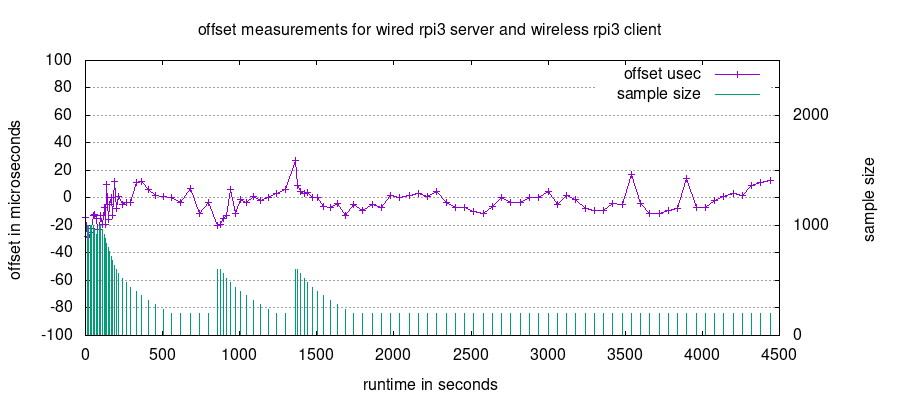 offset measurements for wired rpi3 server and wireless rpi3 client
offset usec
sample size
100
80
60
40
20
0
-20
-40
-60
-80
-100
offset in microseconds
2000
1000
0
sample size
0 500 1000 1500 2000 2500 3000 3500 4000 4500
runtime in seconds